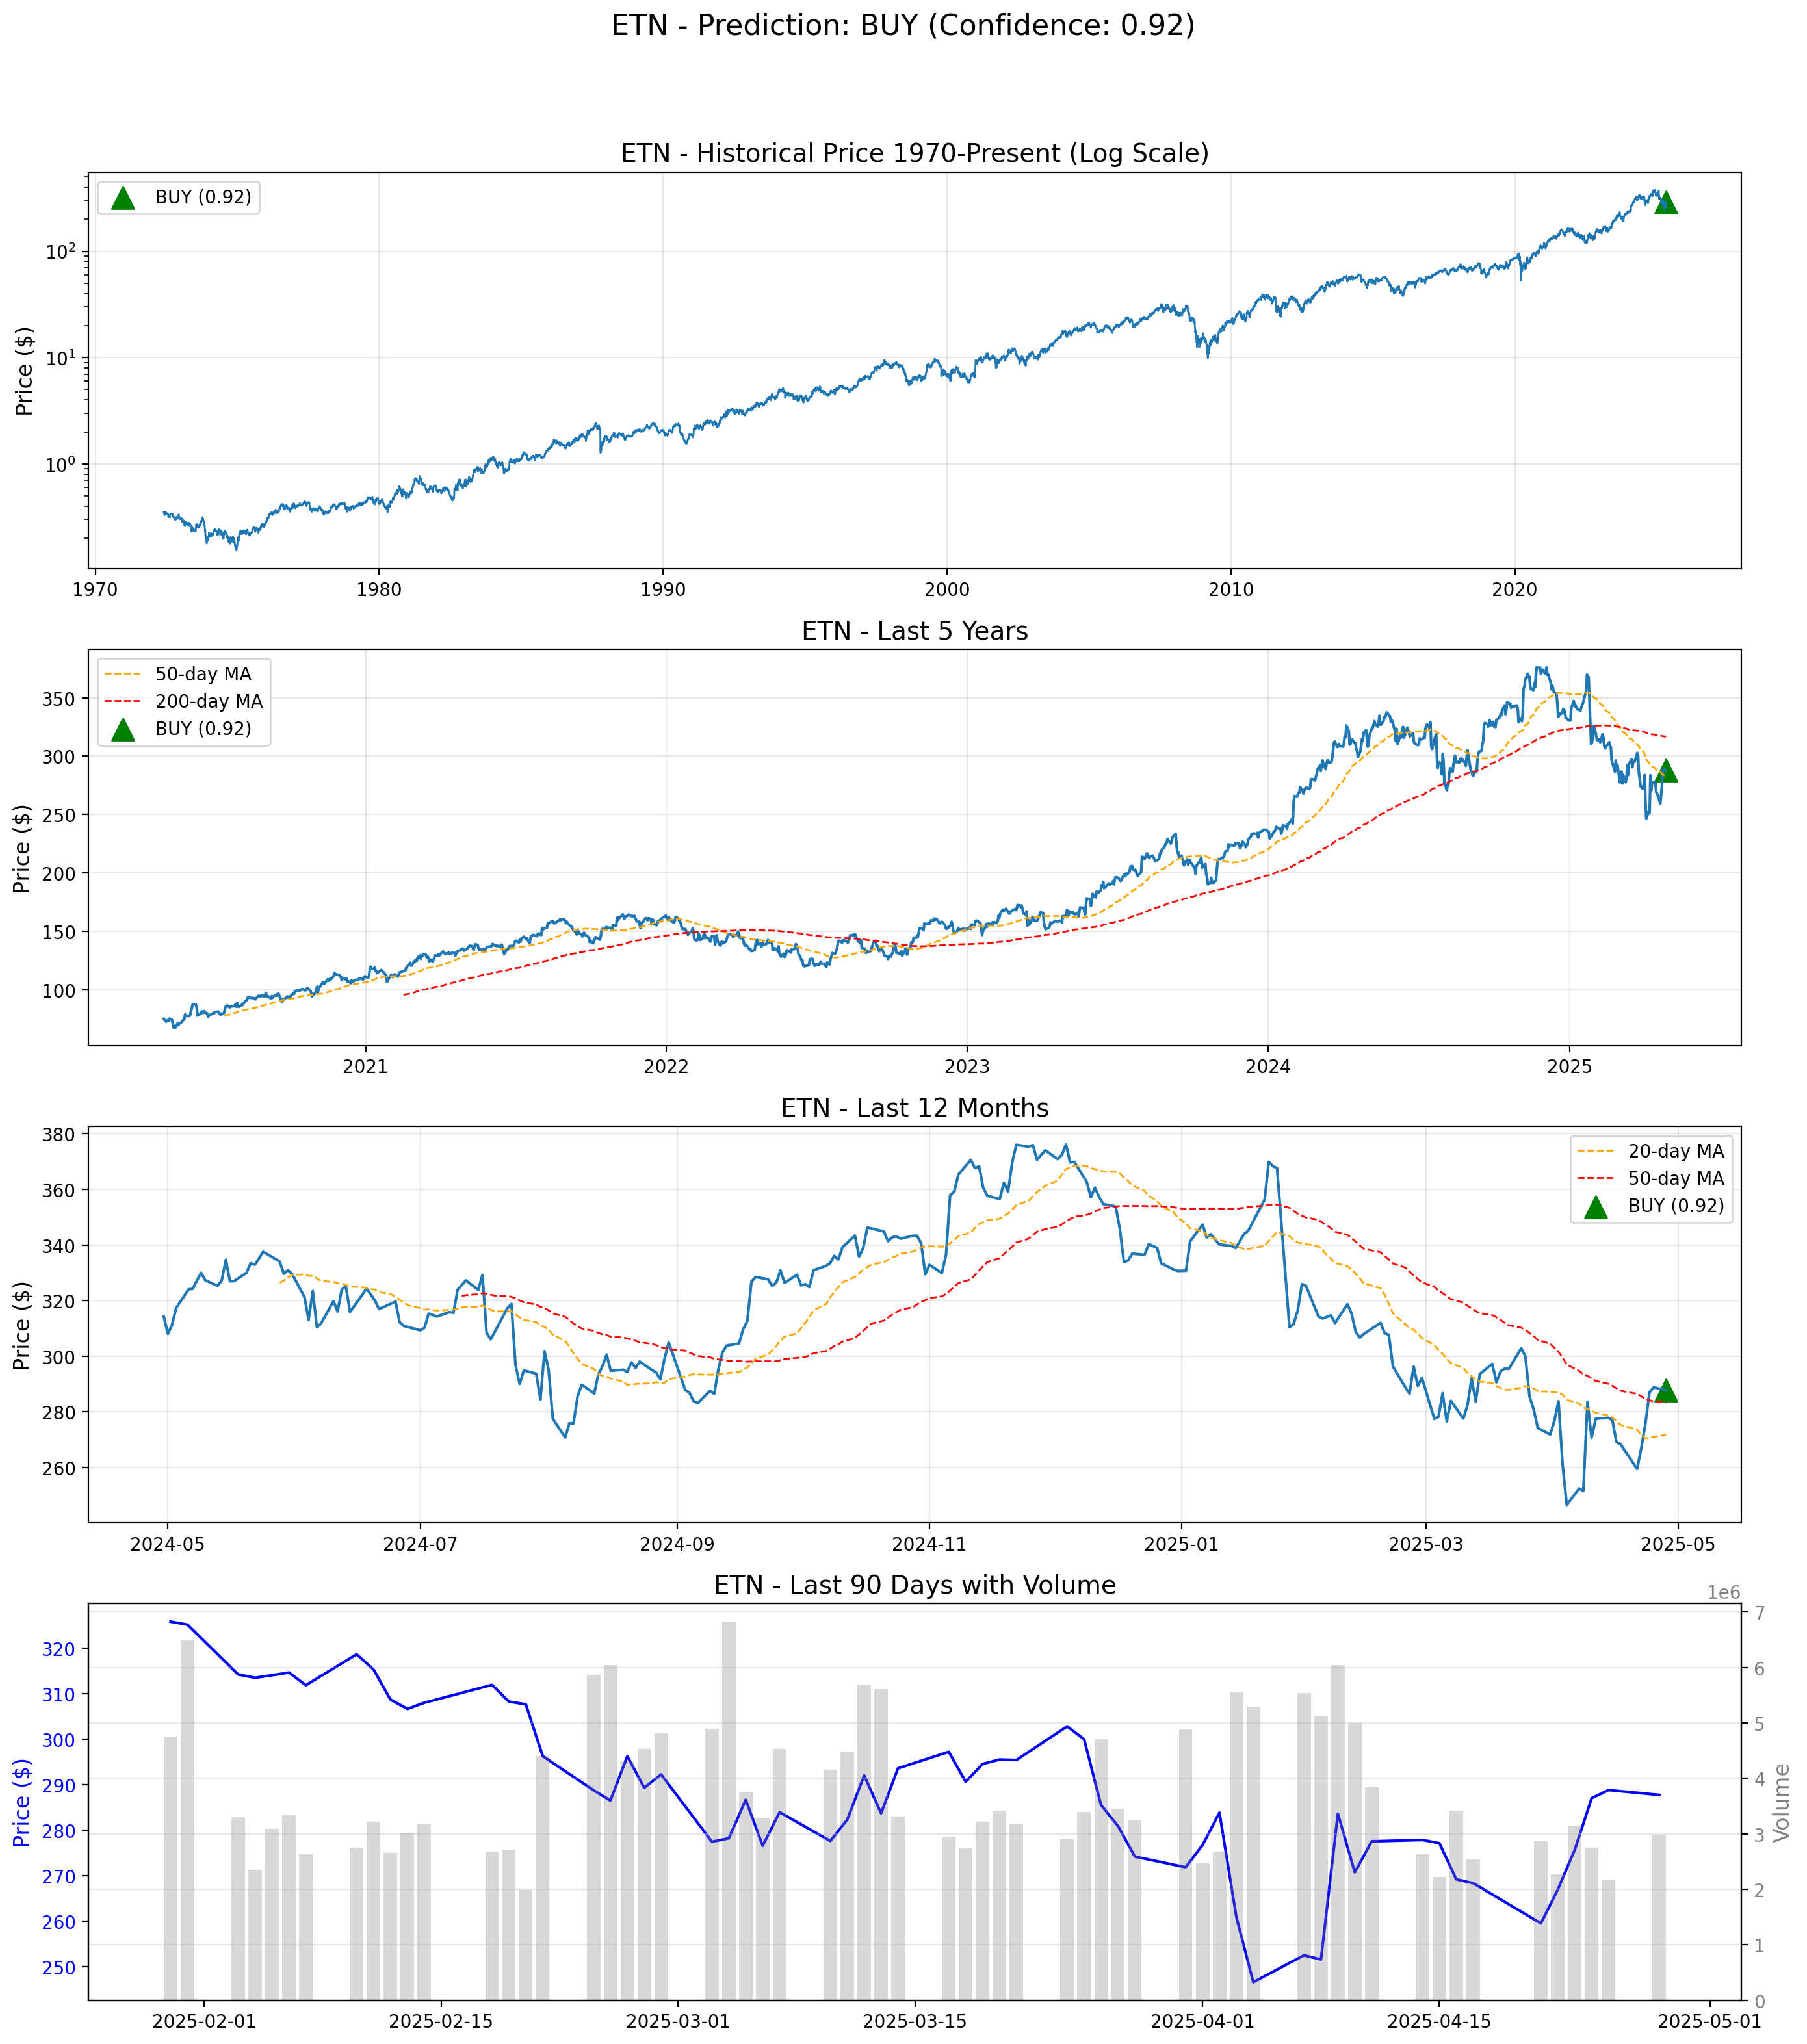 ETN - Prediction: BUY (Confidence: 0.92)
ETN - Historical Price 1970-Present (Log Scale)
BUY (0.92)
Price ($)
10²
10¹
10⁰
1970 1980 1990 2000 2010 2020
ETN - Last 5 Years
50-day MA
200-day MA
BUY (0.92)
Price ($)
350
300
250
200
150
100
2021 2022 2023 2024 2025
ETN - Last 12 Months
20-day MA
50-day MA
BUY (0.92)
Price ($)
380
360
340
320
300
280
260
2024-05 2024-07 2024-09 2024-11 2025-01 2025-03 2025-05
ETN - Last 90 Days with Volume
1e6
Price ($)
320
310
300
290
280
270
260
250
7
6
5
4
3
2
1
0
Volume
2025-02-01 2025-02-15 2025-03-01 2025-03-15 2025-04-01 2025-04-15 2025-05-01